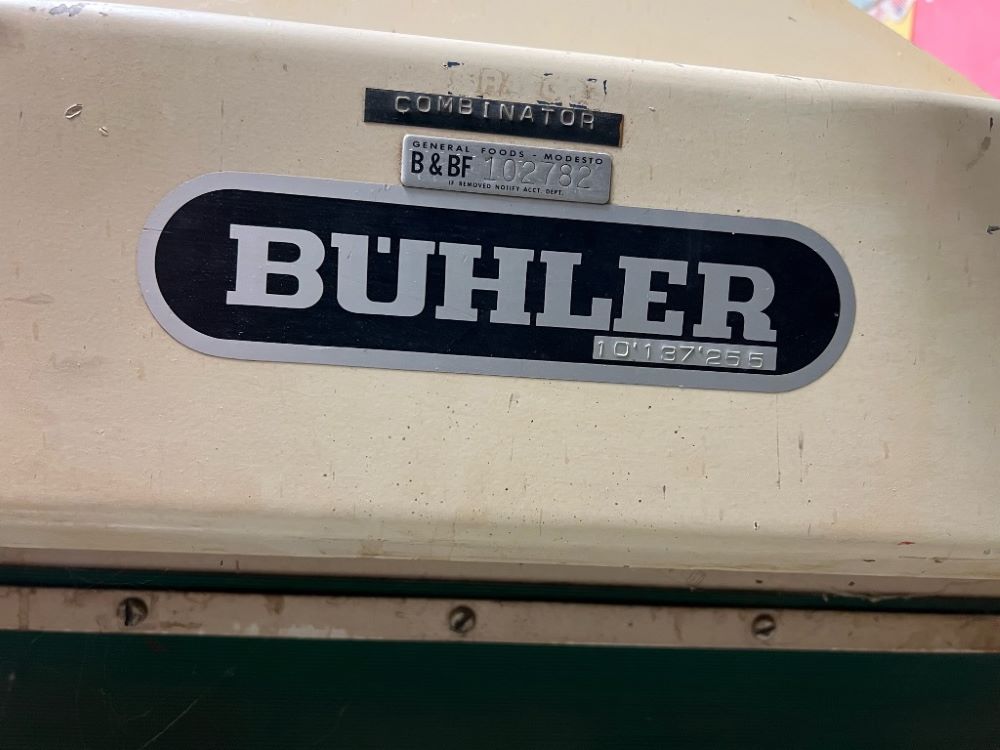 COMBINATOR
GENERAL FOODS - MODESTO
B & BF 102782
IF REMOVED NOTIFY ACCT. DEPT.
BÜHLER
10'137'255